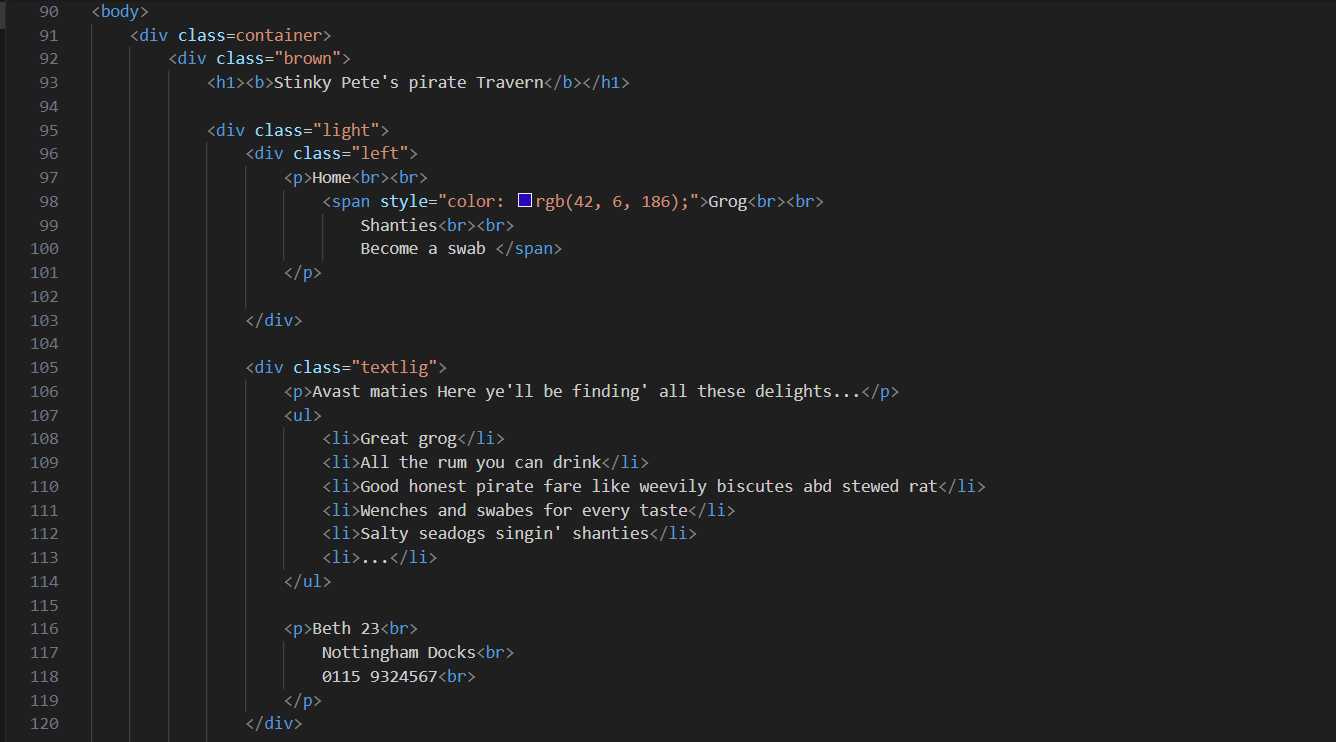 90 <body>
91 <div class=container>
92 <div class="brown">
93 <h1><b>Stinky Pete's pirate Travern</b></h1>
94
95 <div class="light">
96 <div class="left">
97 <p>Home<br><br>
98 <span style="color: rgb(42, 6, 186);">Grog<br><br>
99 Shanties<br><br>
100 Become a swab </span>
101 </p>
102
103 </div>
104
105 <div class="textlig">
106 <p>Avast maties Here ye'll be finding' all these delights...</p>
107 <ul>
108 <li>Great grog</li>
109 <li>All the rum you can drink</li>
110 <li>Good honest pirate fare like weevily biscutes abd stewed rat</li>
111 <li>Wenches and swabes for every taste</li>
112 <li>Salty seadogs singin' shanties</li>
113 <li>...</li>
114 </ul>
115
116 <p>Beth 23<br>
117 Nottingham Docks<br>
118 0115 9324567<br>
119 </p>
120 </div>